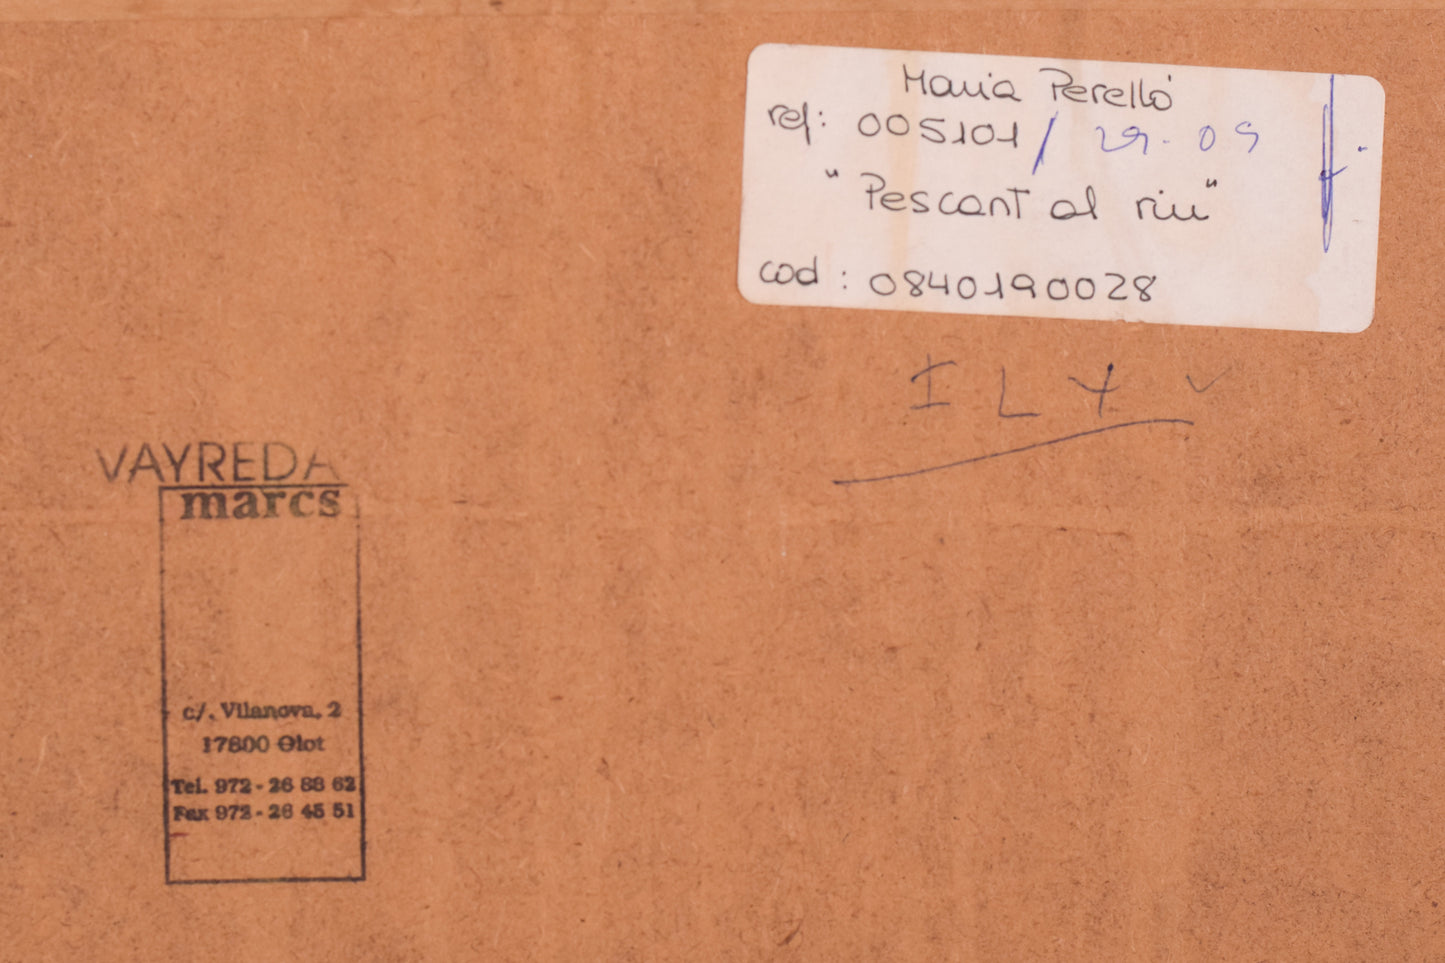 Maria Perelló
ref: 005101 / 29-09
"Pescant al riu"
cod: 0840190028
I L Y
VAYREDA
marcs
c/. Vilanova, 2
17800 Olot
Tel. 972 - 26 88 62
Fax 972 - 26 45 51